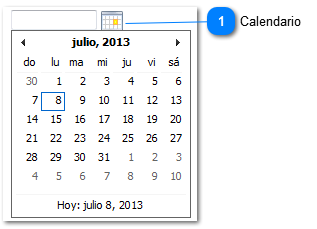 1 Calendario
julio, 2013
do lu ma mi ju vi sá
30 1 2 3 4 5 6
7 8 9 10 11 12 13
14 15 16 17 18 19 20
21 22 23 24 25 26 27
28 29 30 31 1 2 3
4 5 6 7 8 9 10
Hoy: julio 8, 2013